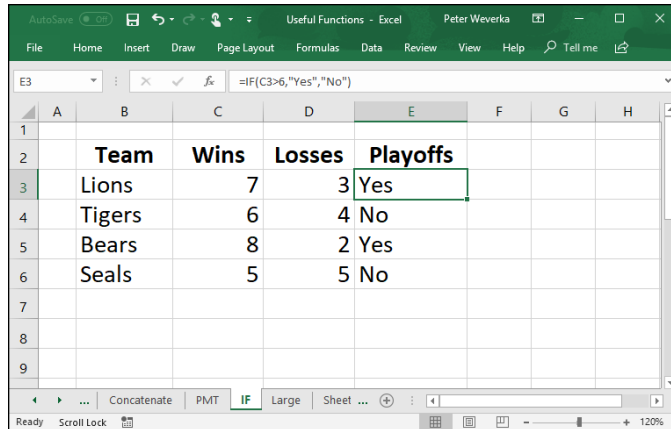 AutoSave Off Useful Functions - Excel Peter Weverka
File Home Insert Draw Page Layout Formulas Data Review View Help Tell me
E3 fx =IF(C3>6,"Yes","No")
A B C D E F G H
1
2 Team Wins Losses Playoffs
3 Lions 7 3 Yes
4 Tigers 6 4 No
5 Bears 8 2 Yes
6 Seals 5 5 No
7
8
9
... Concatenate PMT IF Large Sheet ...
Ready Scroll Lock 120%